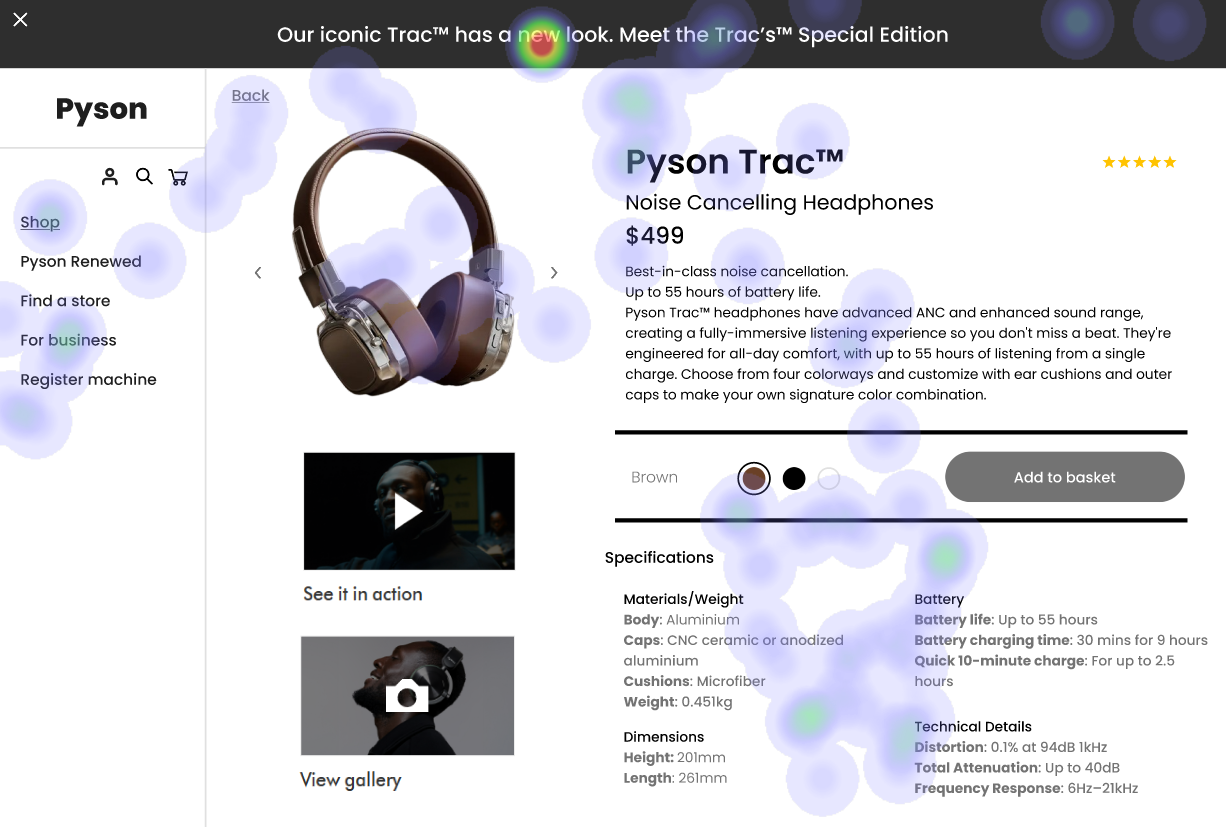 Our iconic Trac™ has a new look. Meet the Trac's™ Special Edition
Pyson
Shop
Pyson Renewed
Find a store
For business
Register machine
Back
Pyson Trac™
Noise Cancelling Headphones
$499
Best-in-class noise cancellation.
Up to 55 hours of battery life.
Pyson Trac™ headphones have advanced ANC and enhanced sound range,
creating a fully-immersive listening experience so you don't miss a beat. They're
engineered for all-day comfort, with up to 55 hours of listening from a single
charge. Choose from four colorways and customize with ear cushions and outer
caps to make your own signature color combination.
Brown
Add to basket
See it in action
View gallery
Specifications
Materials/Weight
Body: Aluminium
Caps: CNC ceramic or anodized
aluminium
Cushions: Microfiber
Weight: 0.451kg
Dimensions
Height: 201mm
Length: 261mm
Battery
Battery life: Up to 55 hours
Battery charging time: 30 mins for 9 hours
Quick 10-minute charge: For up to 2.5
hours
Technical Details
Distortion: 0.1% at 94dB 1kHz
Total Attenuation: Up to 40dB
Frequency Response: 6Hz–21kHz